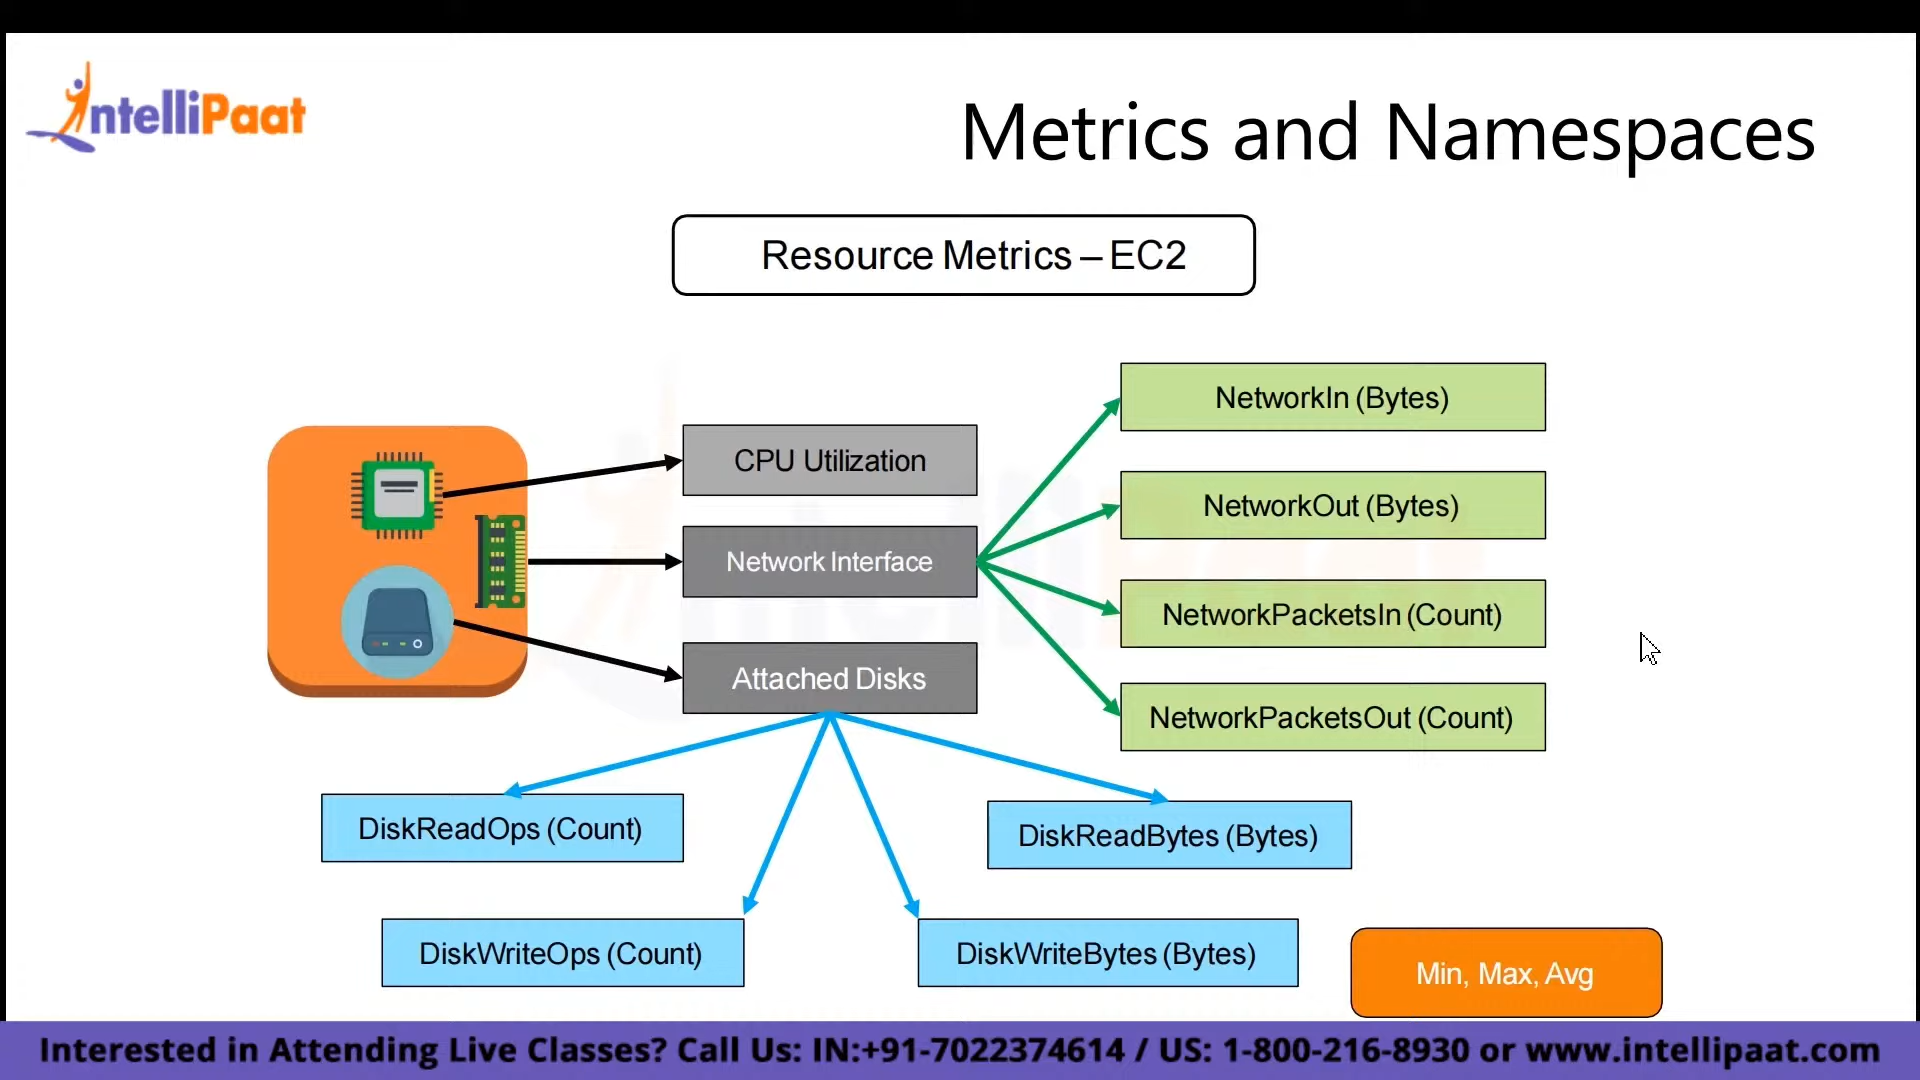 IntelliPaat
Metrics and Namespaces
Resource Metrics – EC2
CPU Utilization
Network Interface
Attached Disks
NetworkIn (Bytes)
NetworkOut (Bytes)
NetworkPacketsIn (Count)
NetworkPacketsOut (Count)
DiskReadOps (Count)
DiskReadBytes (Bytes)
DiskWriteOps (Count)
DiskWriteBytes (Bytes)
Min, Max, Avg
Interested in Attending Live Classes? Call Us: IN:+91-7022374614 / US: 1-800-216-8930 or www.intellipaat.com